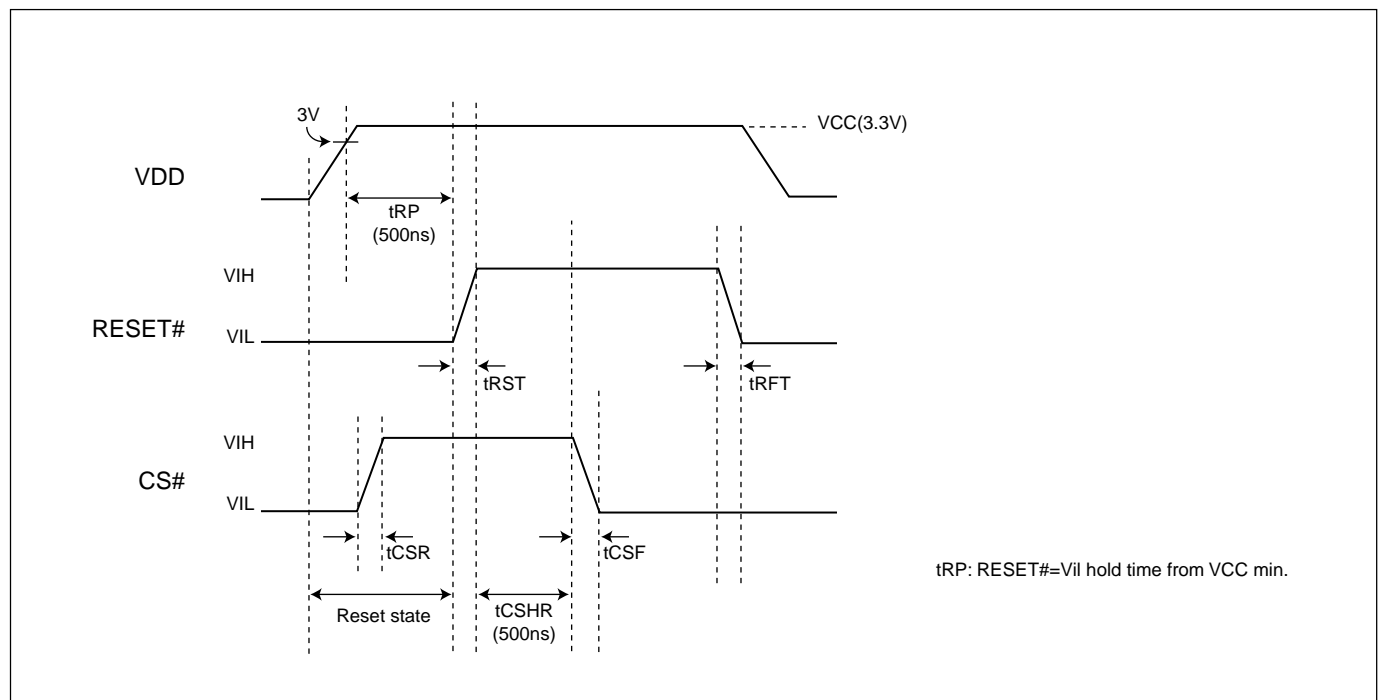 3V
VCC(3.3V)
VDD
tRP
(500ns)
VIH
RESET#
VIL
tRST
tRFT
VIH
CS#
VIL
tCSR
tCSF
tRP: RESET#=Vil hold time from VCC min.
Reset state
tCSHR
(500ns)